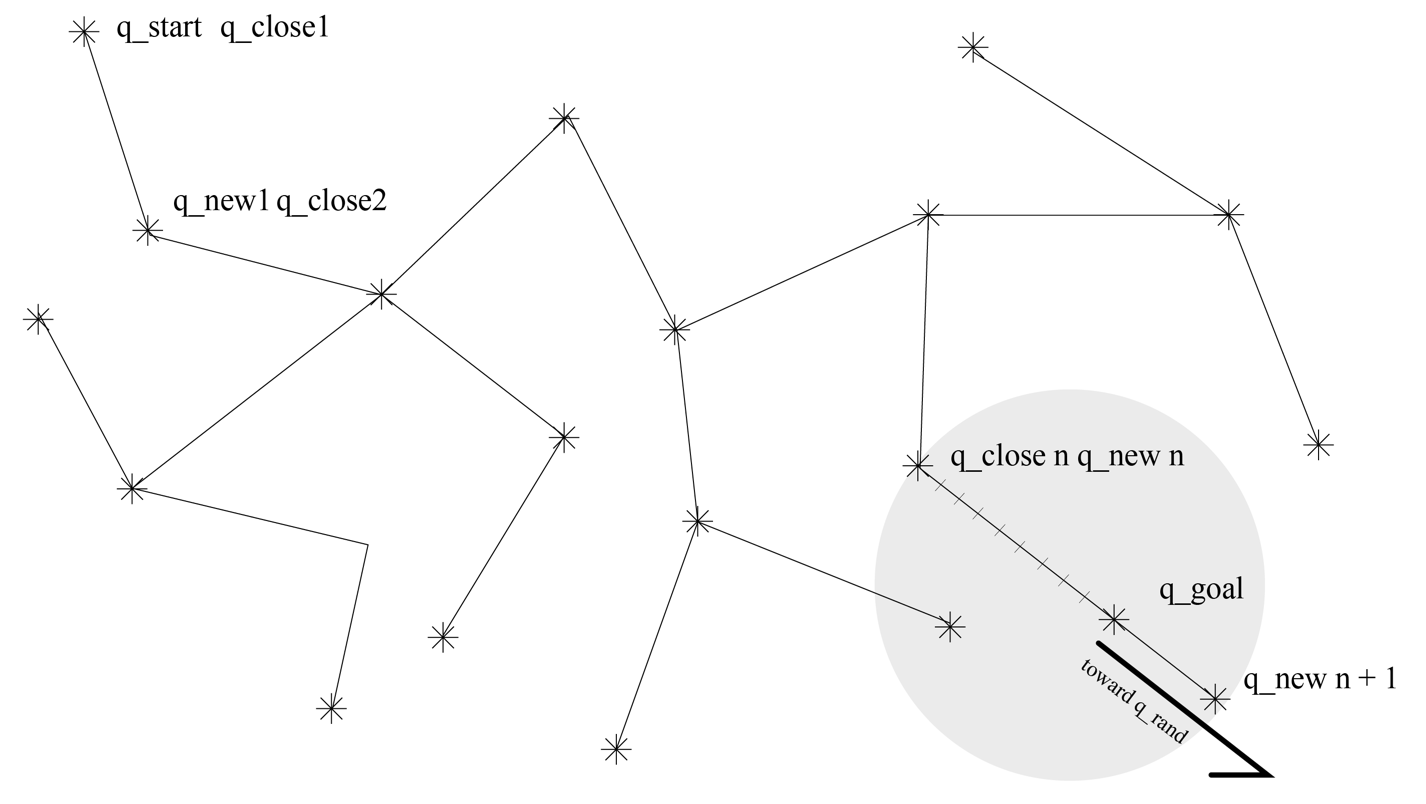 q_start q_close1
q_new1 q_close2
q_close n q_new n
q_goal
q_new n + 1
toward q_rand